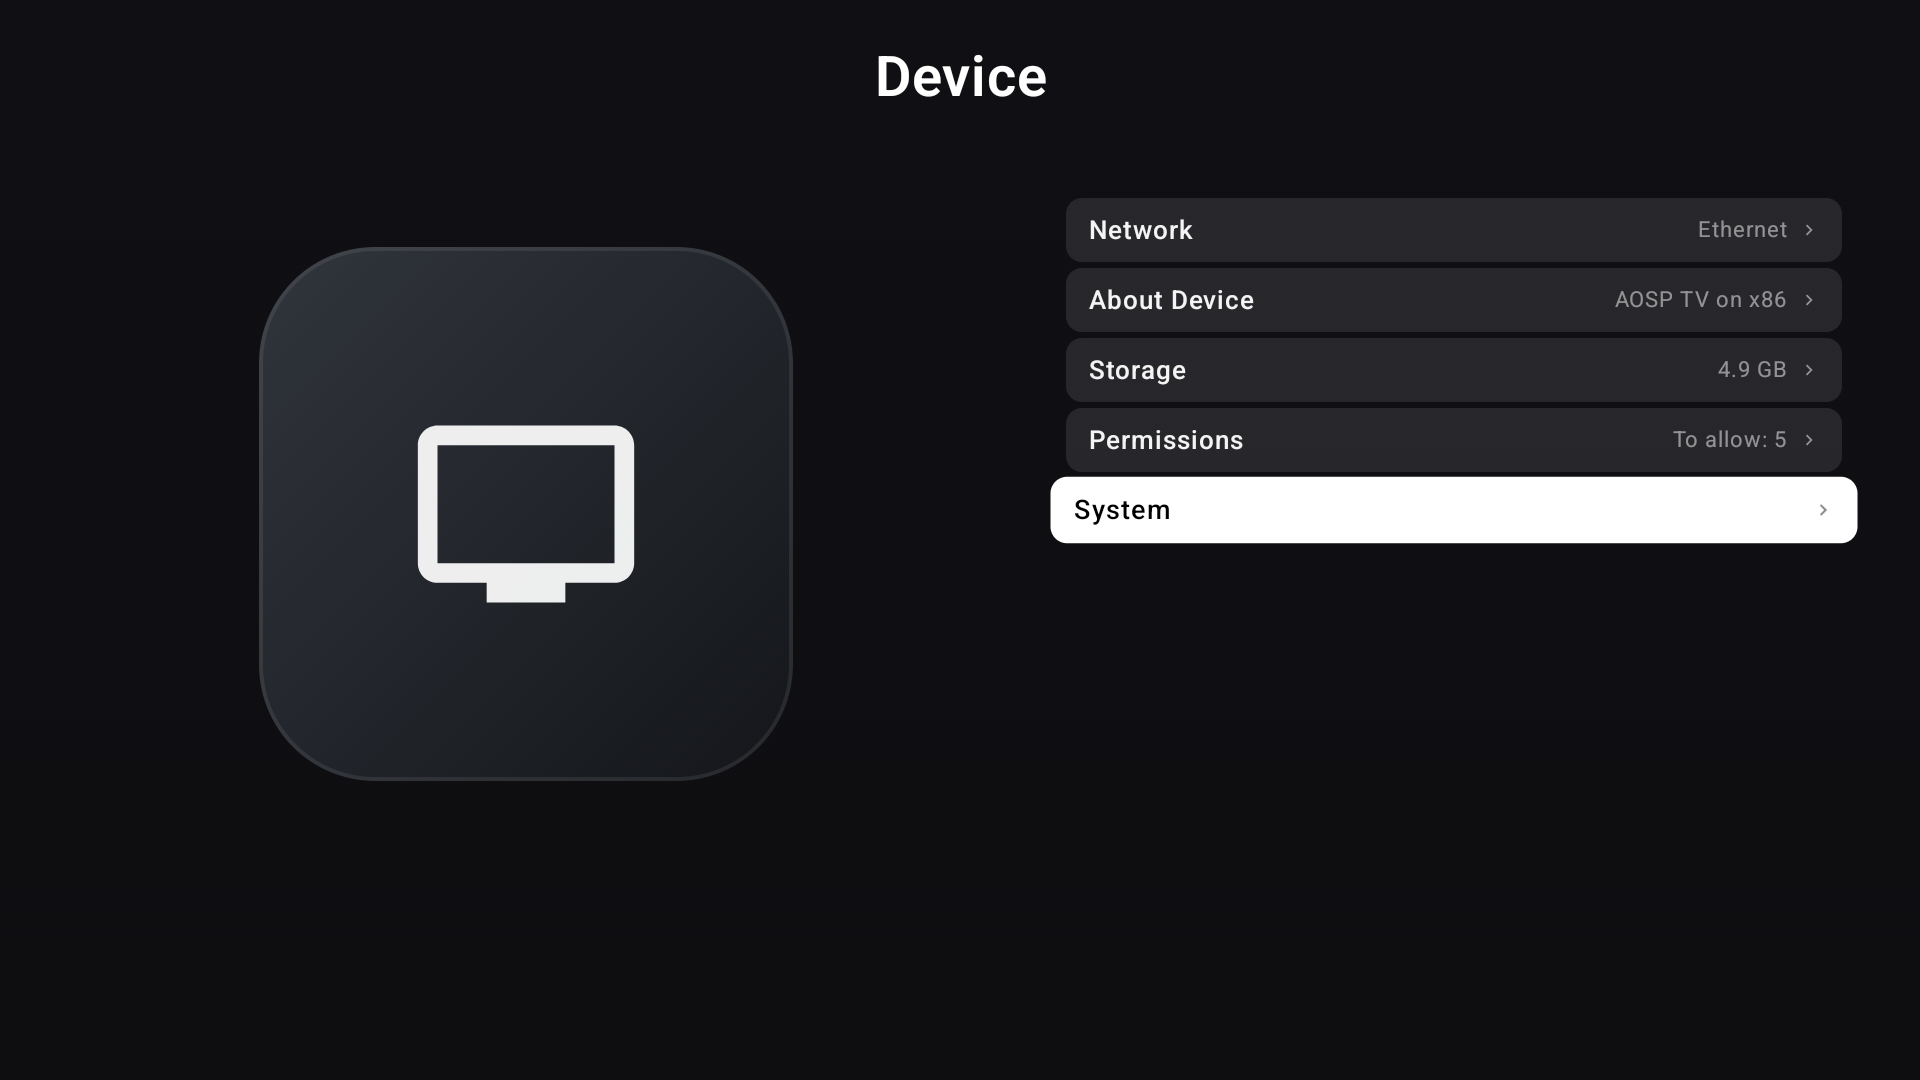 Device
Network Ethernet
About Device AOSP TV on x86
Storage 4.9 GB
Permissions To allow: 5
System